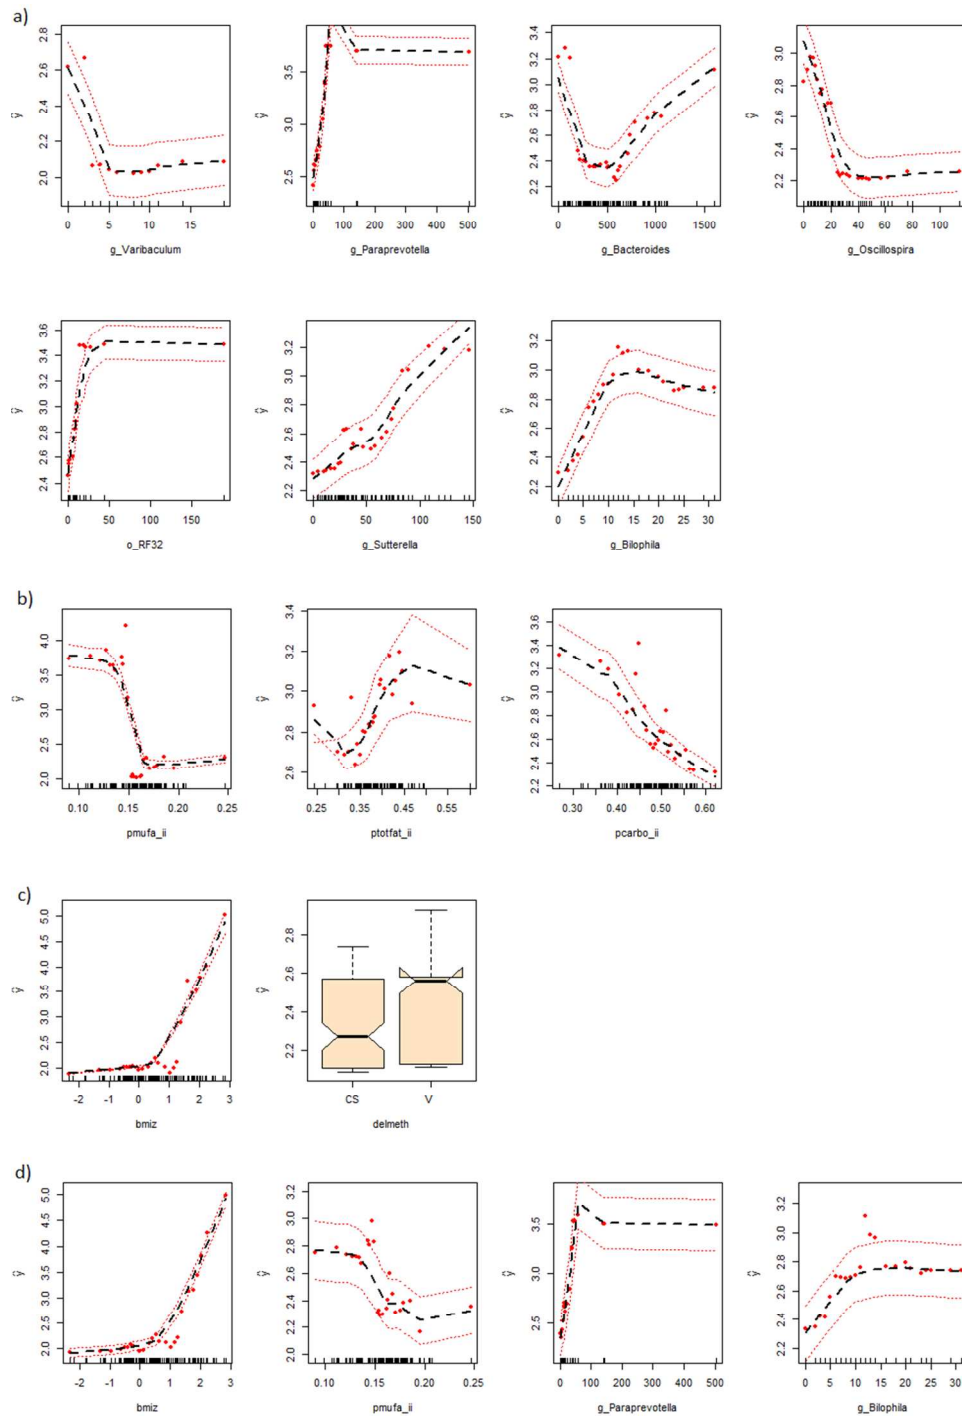 a)
2.8
2.6
2.4
2.2
2.0
ŷ
0 5 10 15
g_Varibaculum
3.5
3.0
2.5
ŷ
0 100 200 300 400 500
g_Paraprevotella
3.4
3.2
3.0
2.8
2.6
2.4
2.2
ŷ
0 500 1000 1500
g_Bacteroides
3.0
2.8
2.6
2.4
2.2
ŷ
0 20 40 60 80 100
g_Oscillospira
3.6
3.4
3.2
3.0
2.8
2.6
2.4
ŷ
0 50 100 150
o_RF32
3.2
3.0
2.8
2.6
2.4
2.2
ŷ
0 50 100 150
g_Sutterella
3.2
3.0
2.8
2.6
2.4
2.2
ŷ
0 5 10 15 20 25 30
g_Bilophila
b)
4.0
3.5
3.0
2.5
2.0
ŷ
0.10 0.15 0.20 0.25
pmufa_ii
3.4
3.2
3.0
2.8
2.6
ŷ
0.25 0.35 0.45 0.55
ptotfat_ii
3.6
3.4
3.2
3.0
2.8
2.6
2.4
2.2
ŷ
0.30 0.40 0.50 0.60
pcarbo_ii
c)
5.0
4.5
4.0
3.5
3.0
2.5
2.0
ŷ
-2 -1 0 1 2 3
bmiz
2.8
2.6
2.4
2.2
ŷ
CS V
delmeth
d)
5.0
4.5
4.0
3.5
3.0
2.5
2.0
ŷ
-2 -1 0 1 2 3
bmiz
3.2
3.0
2.8
2.6
2.4
2.2
2.0
ŷ
0.10 0.15 0.20 0.25
pmufa_ii
3.5
3.0
2.5
ŷ
0 100 200 300 400 500
g_Paraprevotella
3.2
3.0
2.8
2.6
2.4
2.2
ŷ
0 5 10 15 20 25 30
g_Bilophila